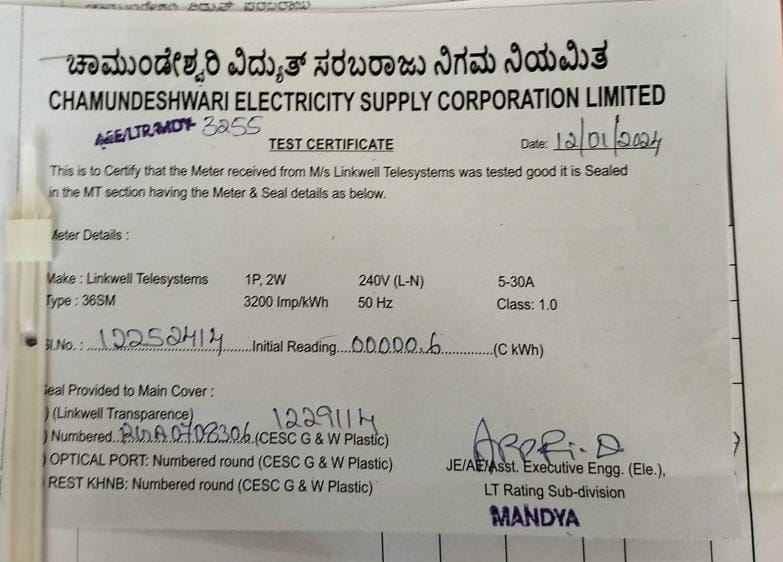 ಚಾಮುಂಡೇಶ್ವರಿ ವಿದ್ಯುತ್ ಸರಬರಾಜು ನಿಗಮ ನಿಯಮಿತ
CHAMUNDESHWARI ELECTRICITY SUPPLY CORPORATION LIMITED
AEE/LTR/MDY 3255
TEST CERTIFICATE Date: 12/01/2024
This is to Certify that the Meter received from M/s Linkwell Telesystems was tested good it is Sealed
in the MT section having the Meter & Seal details as below.
Meter Details :
Make : Linkwell Telesystems 1P, 2W 240V (L-N) 5-30A
Type : 36SM 3200 Imp/kWh 50 Hz Class: 1.0
Sl.No. : 12252414 Initial Reading 00000.6 (C kWh)
Seal Provided to Main Cover :
) (Linkwell Transparence) 1229114
) Numbered (CESC G & W Plastic)
) OPTICAL PORT: Numbered round (CESC G & W Plastic) JE/AE/Asst. Executive Engg. (Ele.),
REST KHNB: Numbered round (CESC G & W Plastic) LT Rating Sub-division
MANDYA